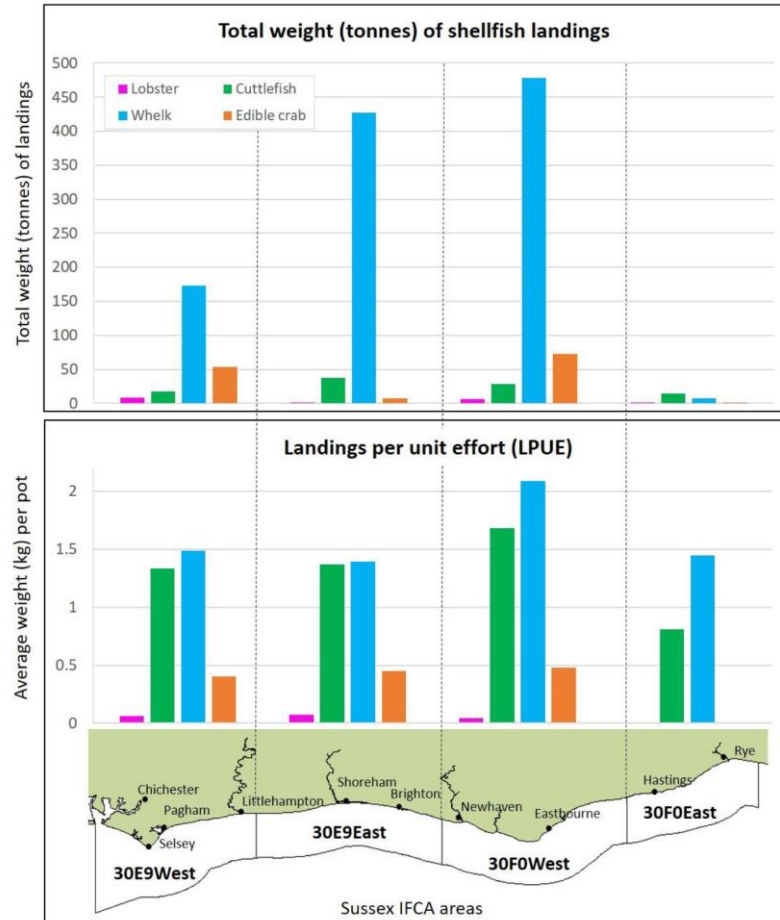 Total weight (tonnes) of shellfish landings
Total weight (tonnes) of landings
500
450
400
350
300
250
200
150
100
50
0
Lobster
Cuttlefish
Whelk
Edible crab
Landings per unit effort (LPUE)
Average weight (kg) per pot
2
1.5
1
0.5
0
Chichester
Pagham
Selsey
Littlehampton
Shoreham
Brighton
Newhaven
Eastbourne
Hastings
Rye
30E9West
30E9East
30F0West
30F0East
Sussex IFCA areas